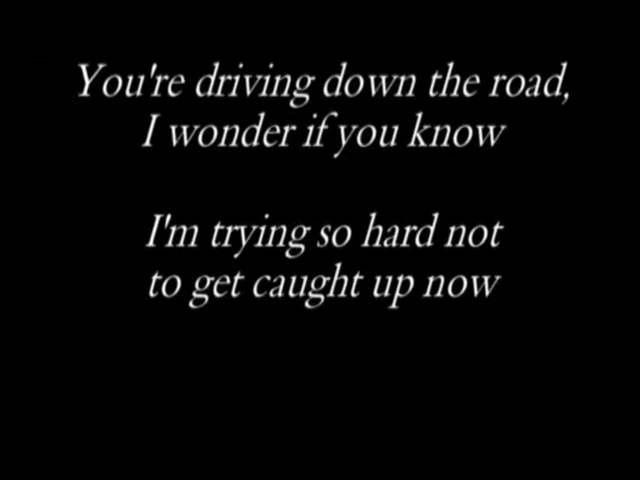 You're driving down the road,
I wonder if you know
I'm trying so hard not
to get caught up now